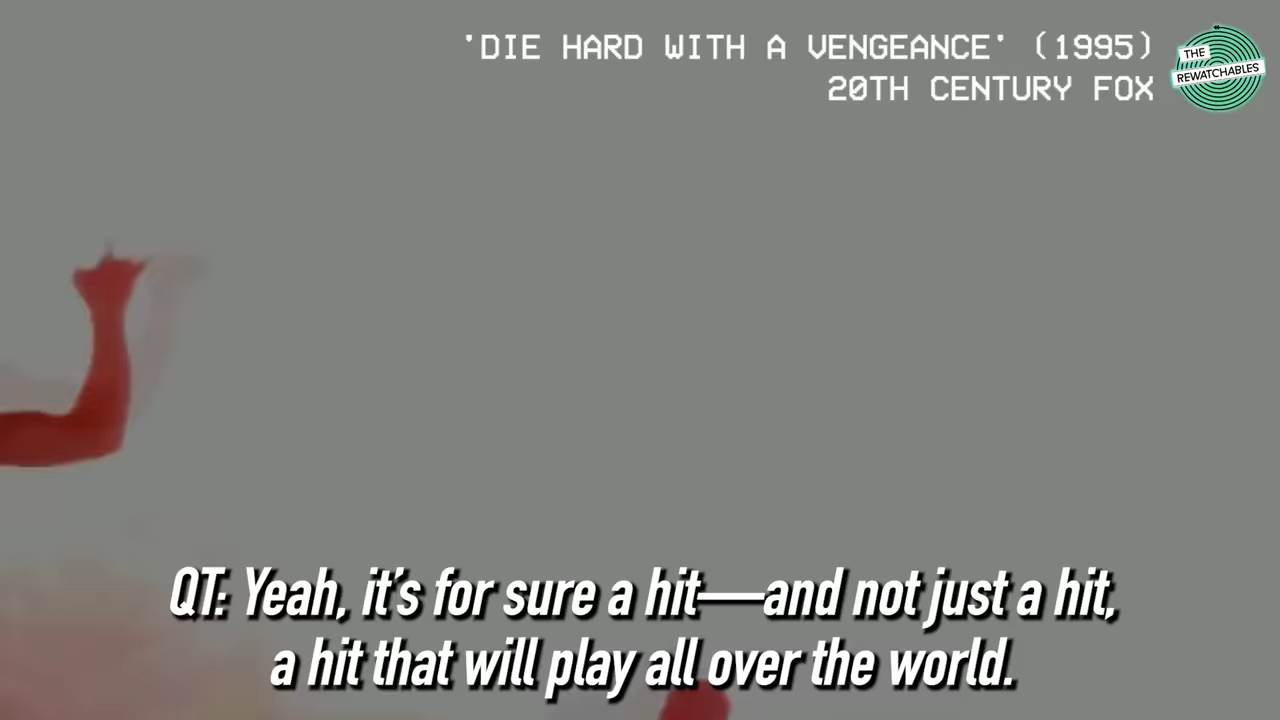 'DIE HARD WITH A VENGEANCE' (1995)
20TH CENTURY FOX
THE
REWATCHABLES
QT: Yeah, it's for sure a hit—and not just a hit,
a hit that will play all over the world.